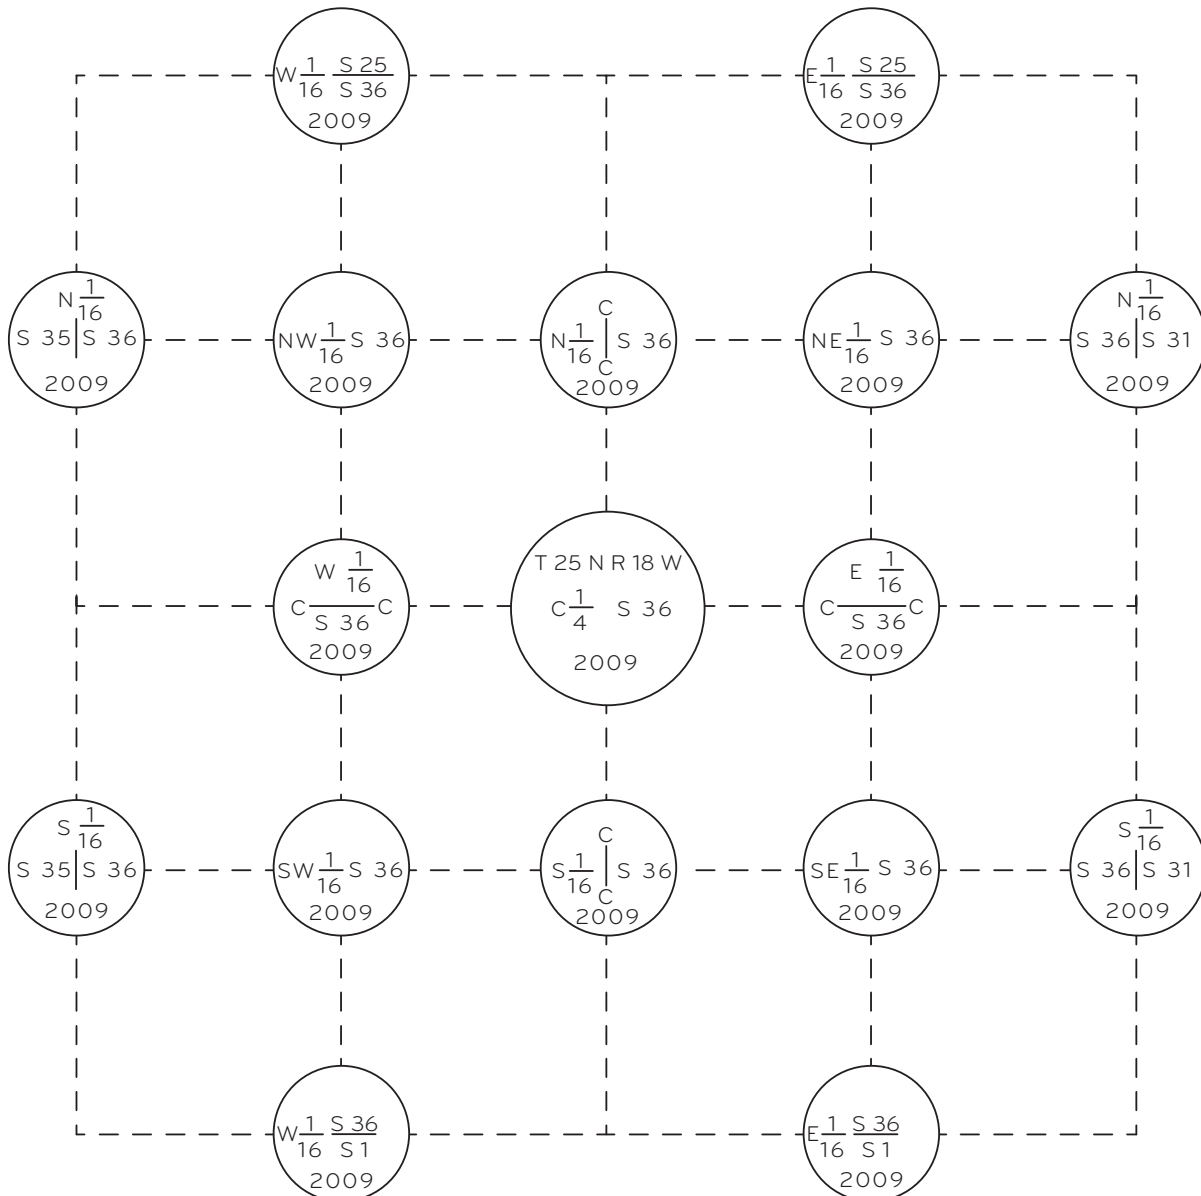 W 1/16 S 25/S 36
2009
E 1/16 S 25/S 36
2009
N 1/16
S 35 | S 36
2009
NW 1/16 S 36
2009
C
N 1/16 | S 36
C
2009
NE 1/16 S 36
2009
N 1/16
S 36 | S 31
2009
W 1/16
C — C
S 36
2009
T 25 N R 18 W
C 1/4 S 36
2009
E 1/16
C — C
S 36
2009
S 1/16
S 35 | S 36
2009
SW 1/16 S 36
2009
C
S 1/16 | S 36
C
2009
SE 1/16 S 36
2009
S 1/16
S 36 | S 31
2009
W 1/16 S 36/S 1
2009
E 1/16 S 36/S 1
2009